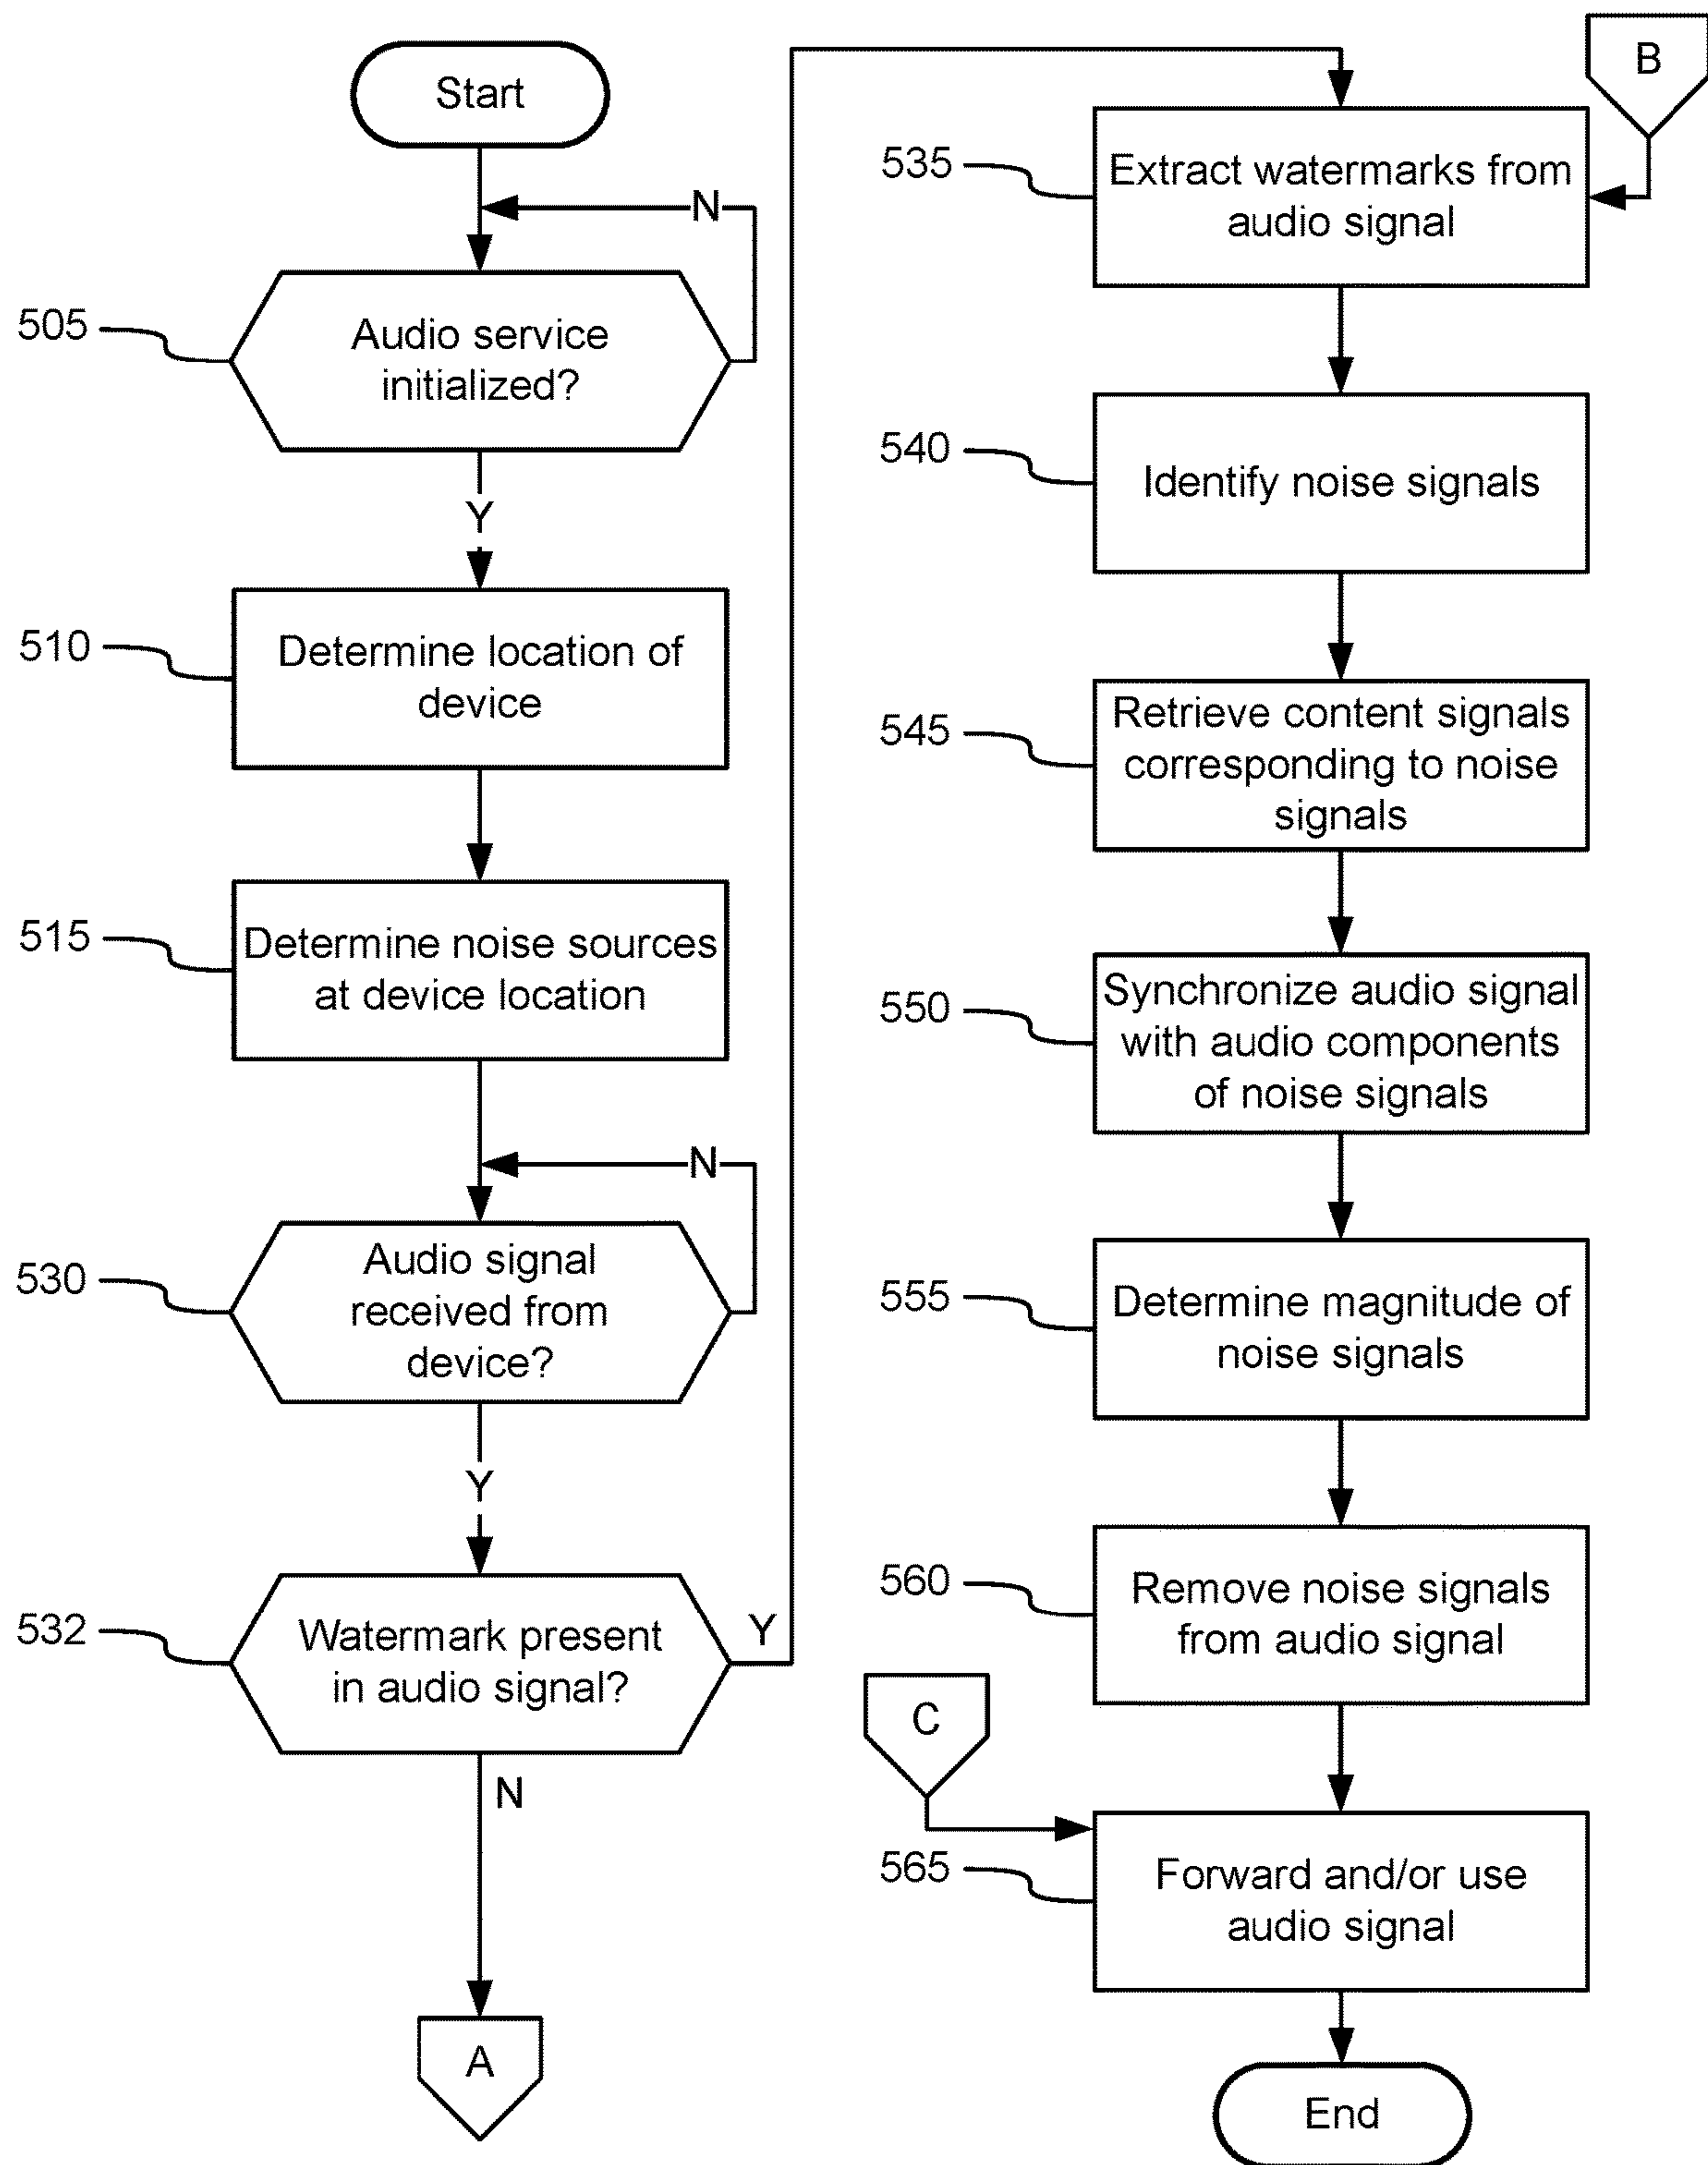 Start
N
505
Audio service
initialized?
Y
510
Determine location of
device
515
Determine noise sources
at device location
N
530
Audio signal
received from
device?
Y
532
Watermark present
in audio signal?
Y
N
A
B
535
Extract watermarks from
audio signal
540
Identify noise signals
545
Retrieve content signals
corresponding to noise
signals
550
Synchronize audio signal
with audio components
of noise signals
555
Determine magnitude of
noise signals
560
Remove noise signals
from audio signal
C
565
Forward and/or use
audio signal
End